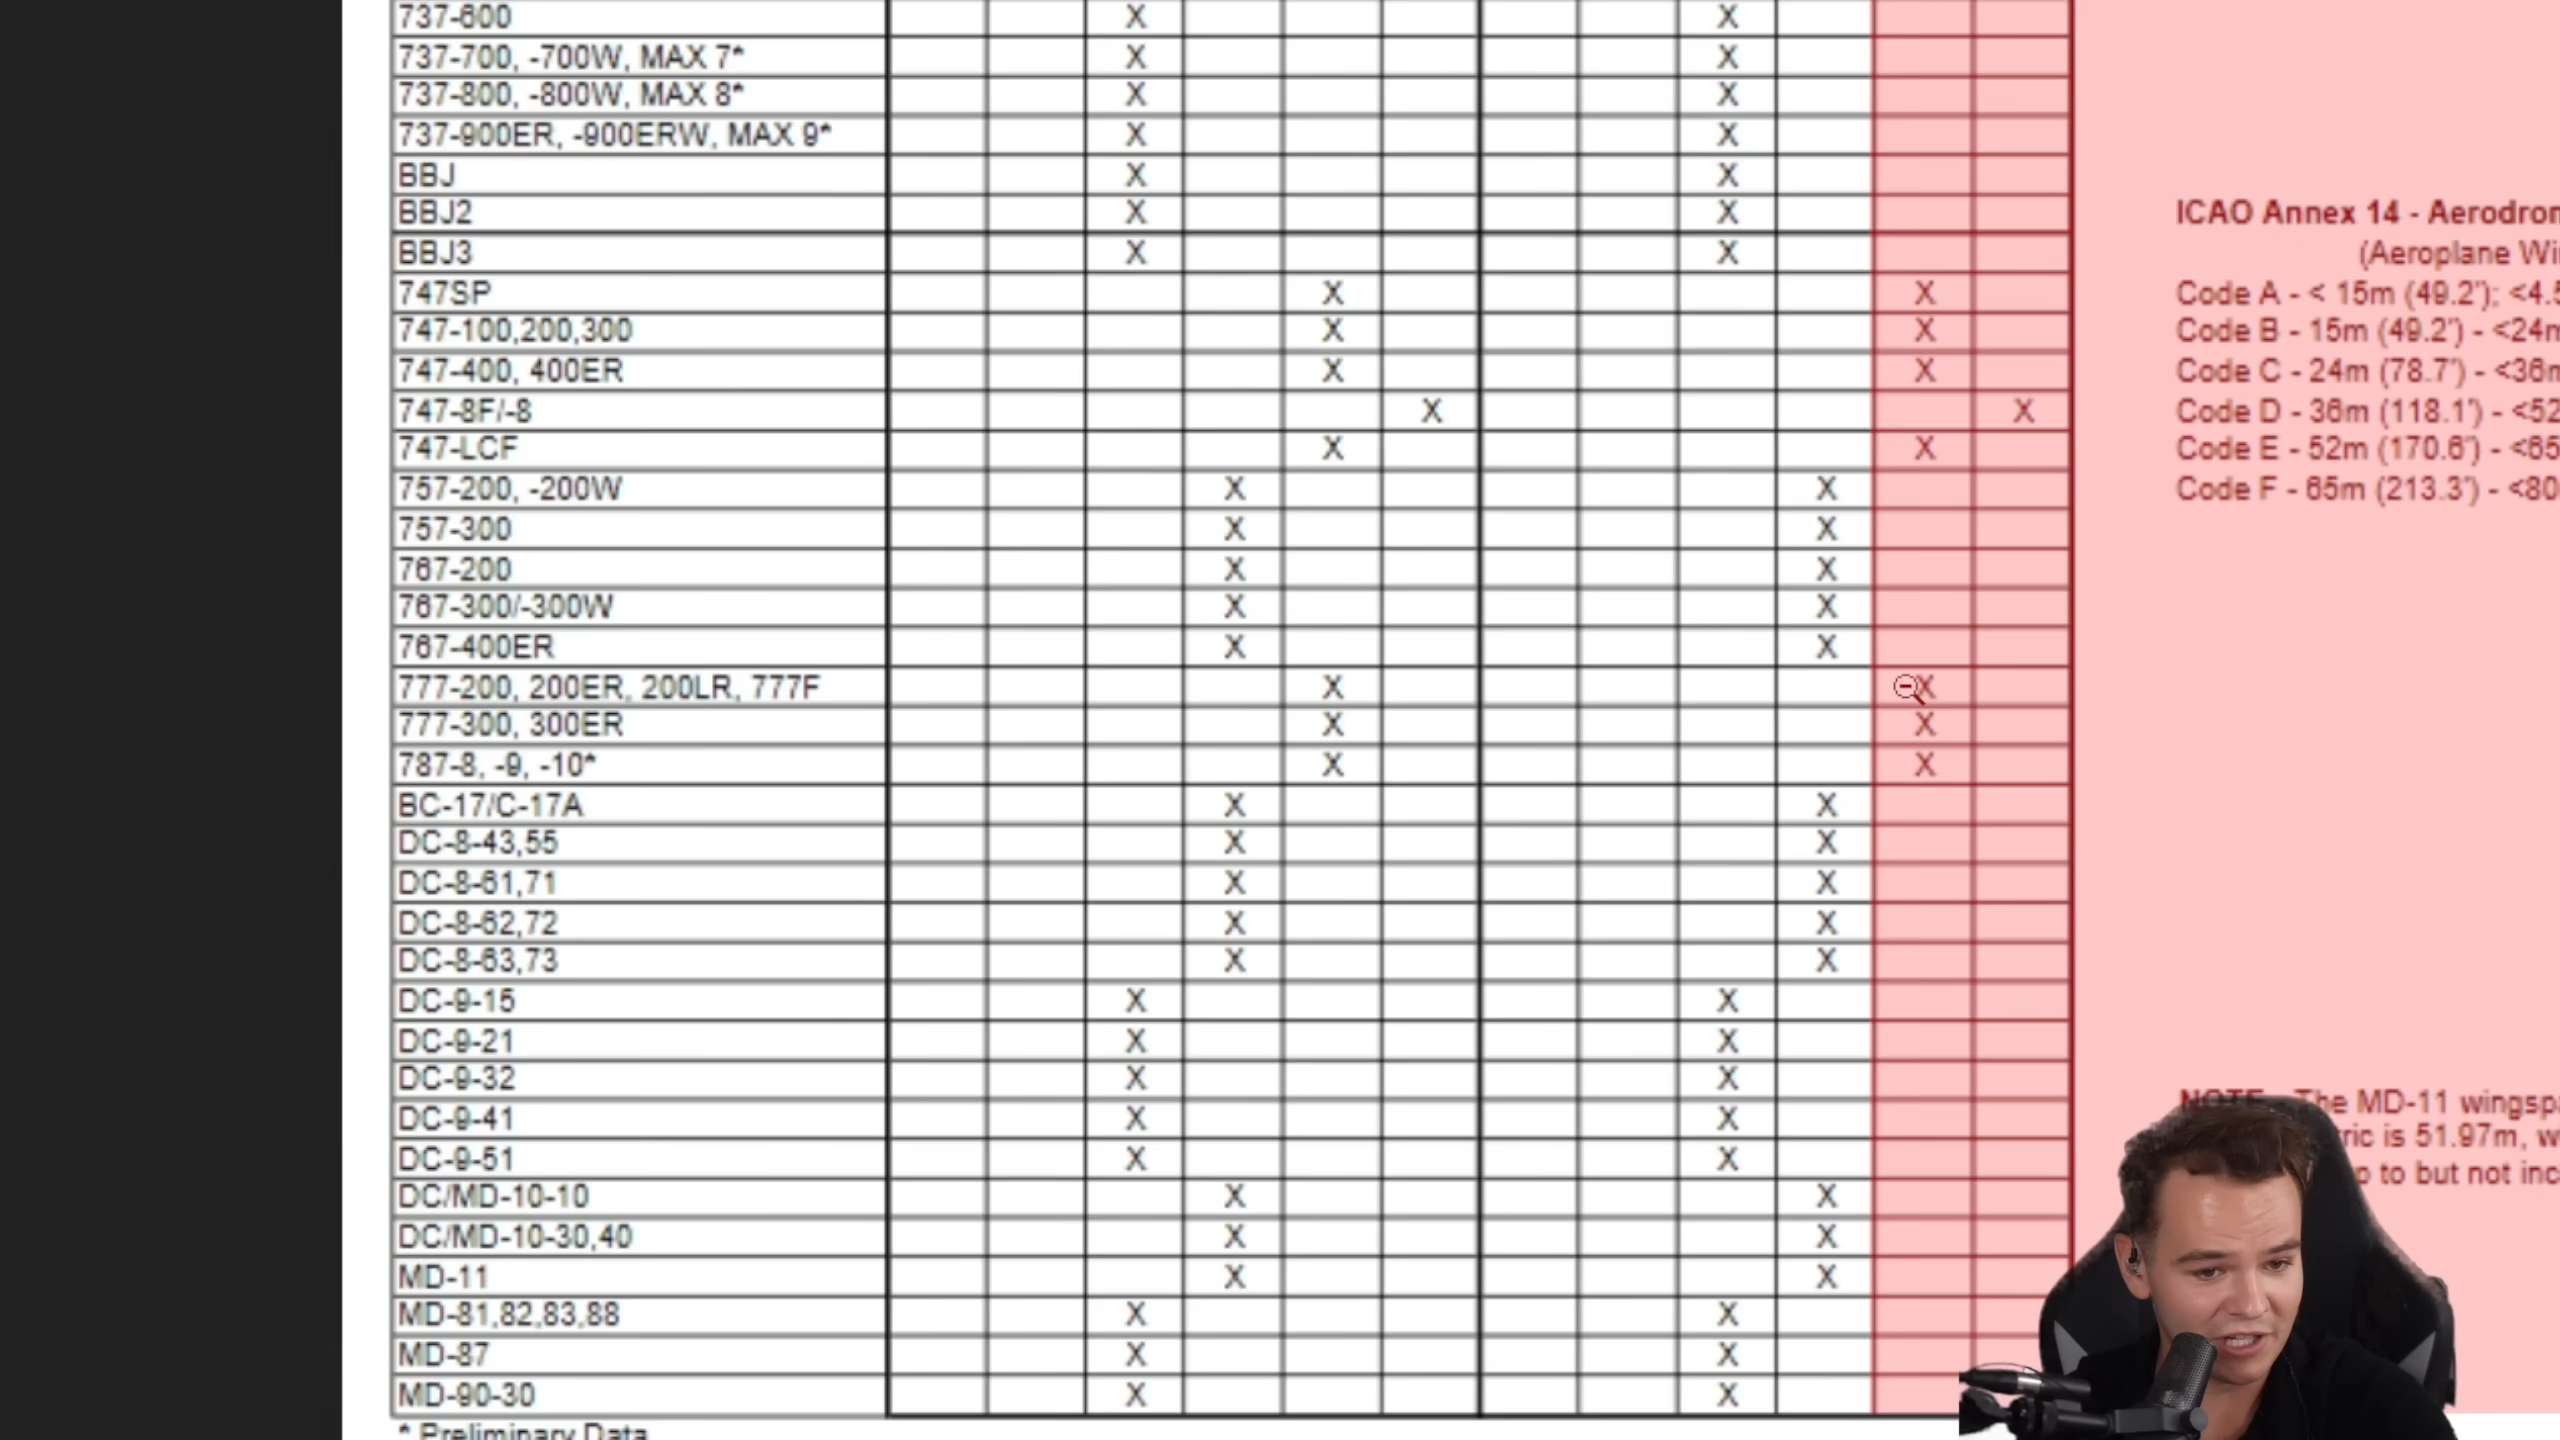 737-600 X X
737-700, -700W, MAX 7* X X
737-800, -800W, MAX 8* X X
737-900ER, -900ERW, MAX 9* X X
BBJ X X
BBJ2 X X
BBJ3 X X
747SP X X
747-100,200,300 X X
747-400, 400ER X X
747-8F/-8 X X
747-LCF X X
757-200, -200W X X
757-300 X X
767-200 X X
767-300/-300W X X
767-400ER X X
777-200, 200ER, 200LR, 777F X X
777-300, 300ER X X
787-8, -9, -10* X X
BC-17/C-17A X X
DC-8-43,55 X X
DC-8-61,71 X X
DC-8-62,72 X X
DC-8-63,73 X X
DC-9-15 X X
DC-9-21 X X
DC-9-32 X X
DC-9-41 X X
DC-9-51 X X
DC/MD-10-10 X X
DC/MD-10-30,40 X X
MD-11 X X
MD-81,82,83,88 X X
MD-87 X X
MD-90-30 X X
* Preliminary Data
ICAO Annex 14 - Aerodrom
(Aeroplane Wi
Code A - < 15m (49.2'); <4.5
Code B - 15m (49.2') - <24m
Code C - 24m (78.7') - <36m
Code D - 36m (118.1') - <52
Code E - 52m (170.6') - <65
Code F - 65m (213.3') - <80
NOTE - The MD-11 wingspa
ric is 51.97m, w
p to but not inc